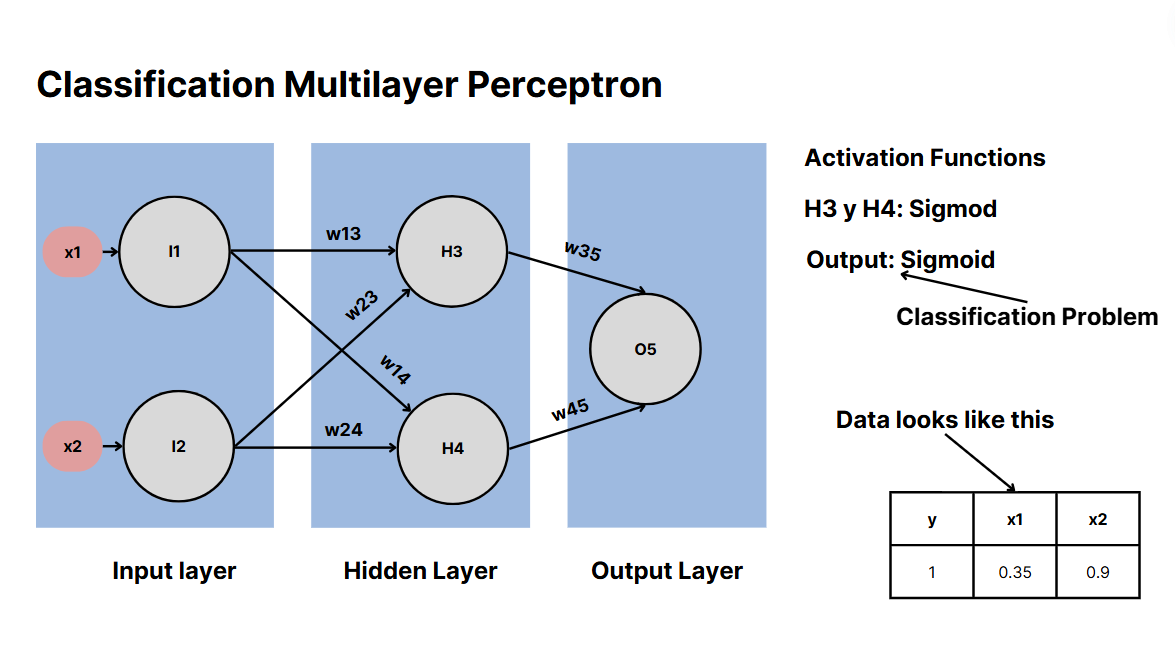 Classification Multilayer Perceptron
Activation Functions
H3 y H4: Sigmod
Output: Sigmoid
Classification Problem
x1
I1
w13
H3
w35
w23
O5
w14
x2
I2
w24
H4
w45
Input layer
Hidden Layer
Output Layer
Data looks like this
y x1 x2
1 0.35 0.9